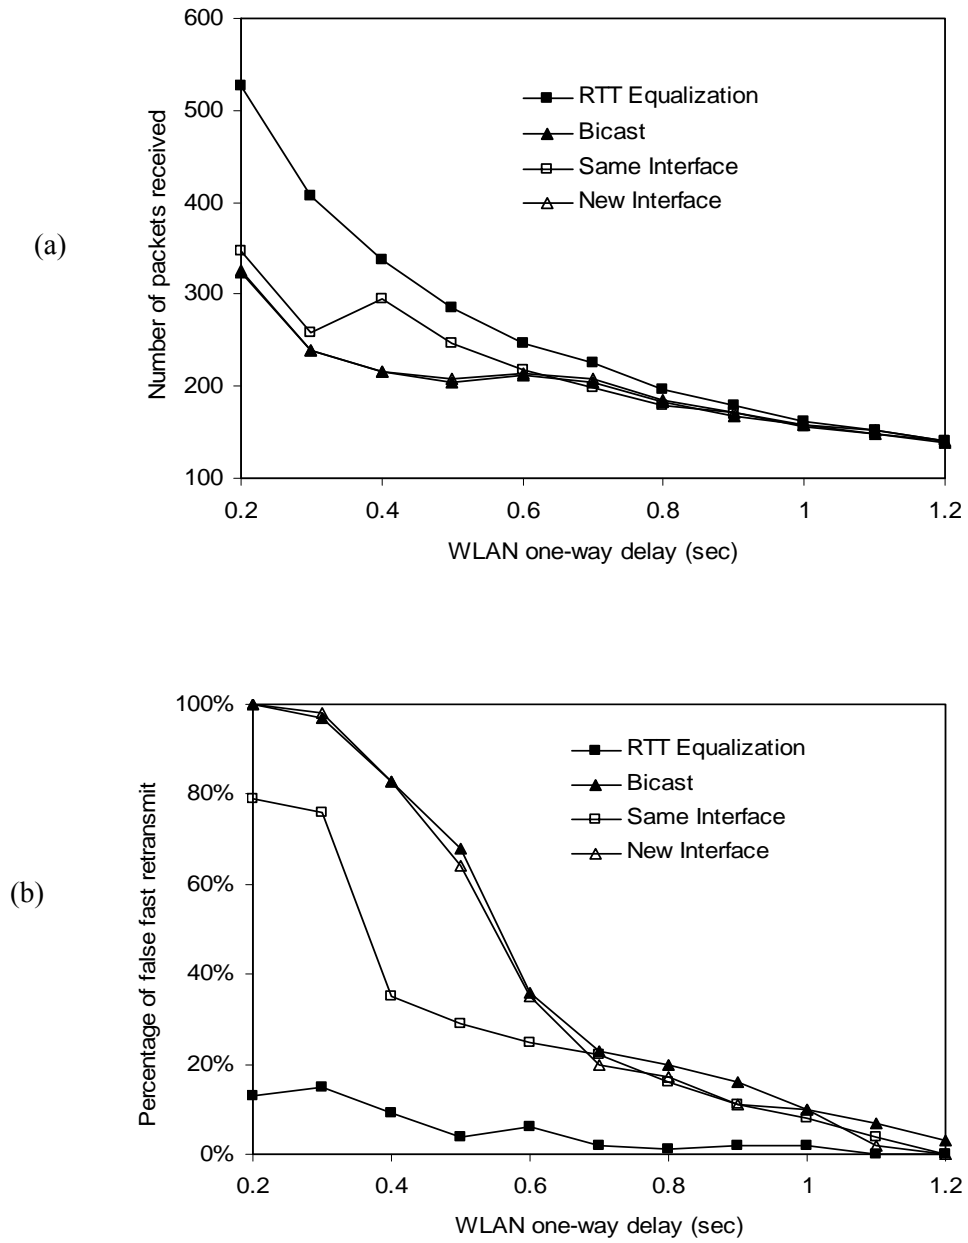 600
500
400
300
200
100
Number of packets received
(a)
RTT Equalization
Bicast
Same Interface
New Interface
0.2 0.4 0.6 0.8 1 1.2
WLAN one-way delay (sec)
100%
80%
60%
40%
20%
0%
Percentage of false fast retransmit
(b)
RTT Equalization
Bicast
Same Interface
New Interface
0.2 0.4 0.6 0.8 1 1.2
WLAN one-way delay (sec)